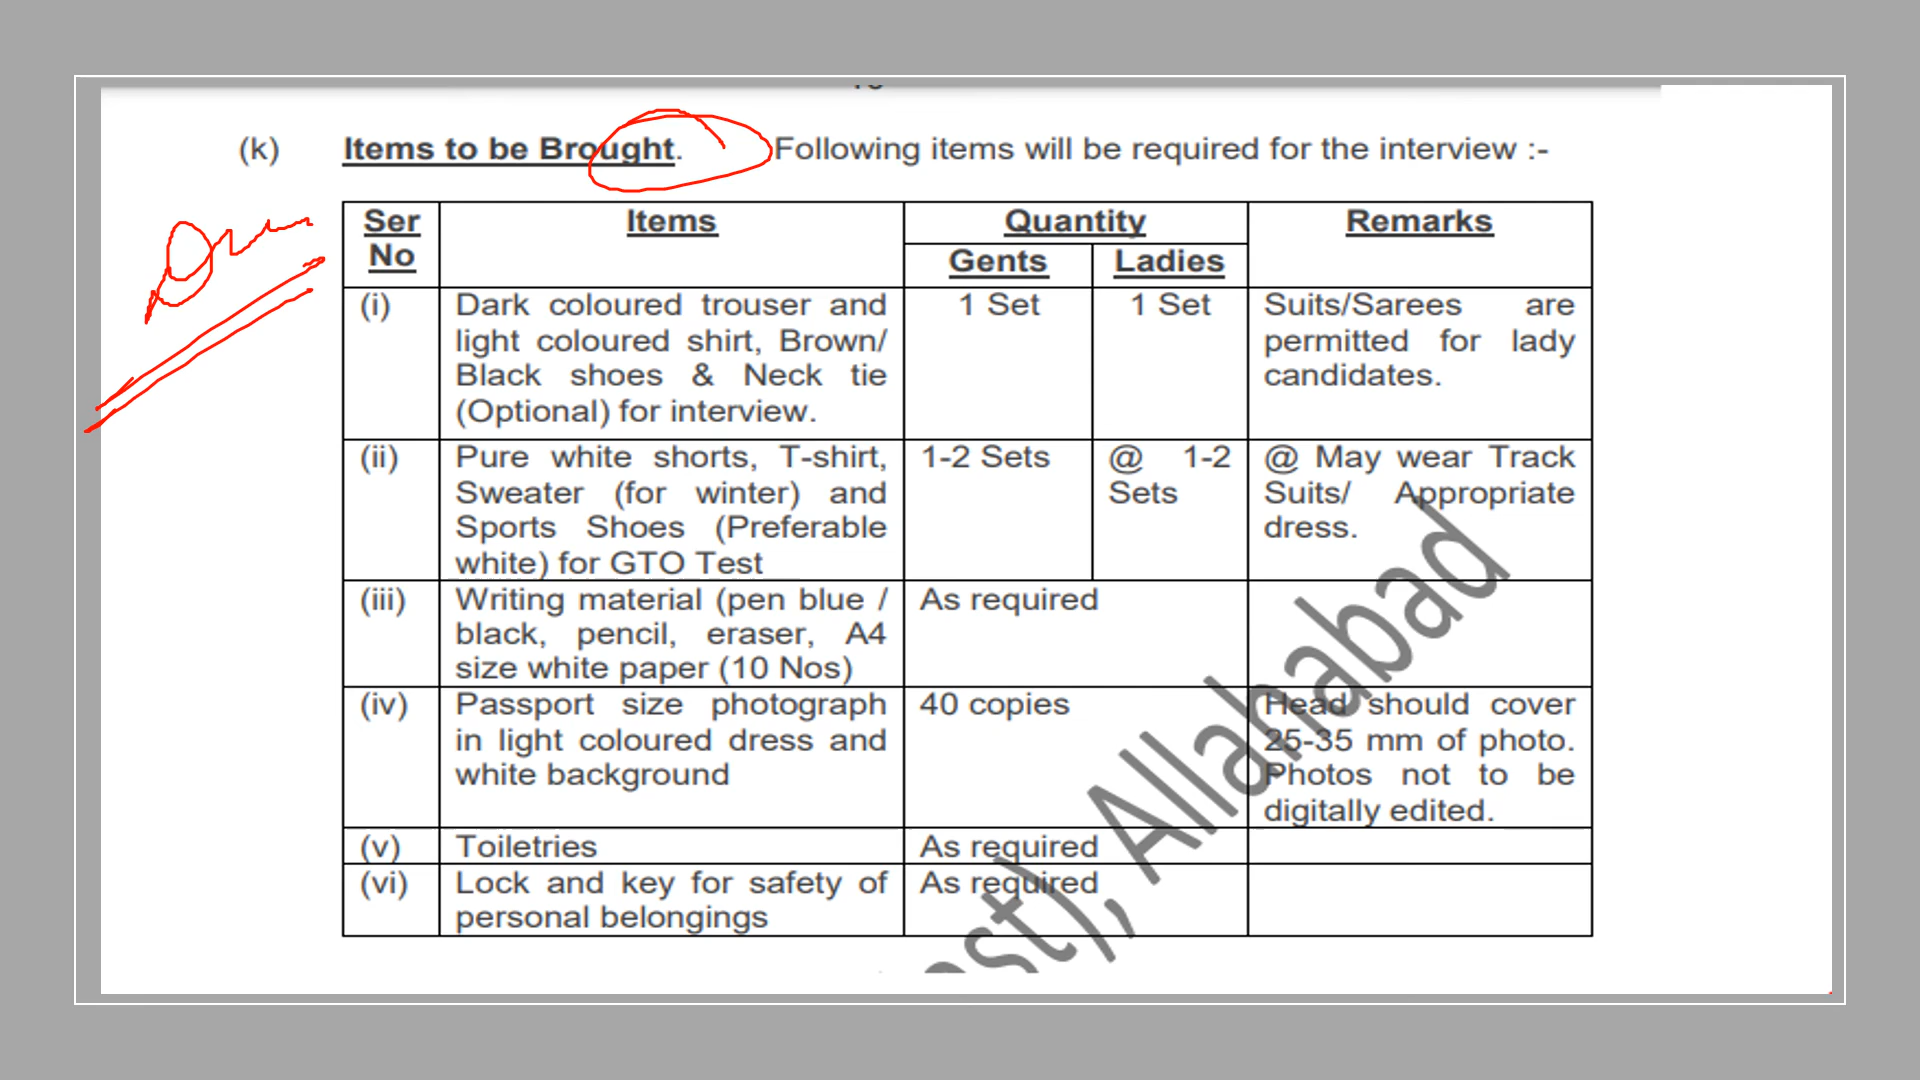 (k) Items to be Brought. Following items will be required for the interview :-
Ser No Items Quantity Remarks
Gents Ladies
(i) Dark coloured trouser and 1 Set 1 Set Suits/Sarees are
light coloured shirt, Brown/ permitted for lady
Black shoes & Neck tie candidates.
(Optional) for interview.
(ii) Pure white shorts, T-shirt, 1-2 Sets @ 1-2 @ May wear Track
Sweater (for winter) and Sets Suits/ Appropriate
Sports Shoes (Preferable dress.
white) for GTO Test
(iii) Writing material (pen blue / As required
black, pencil, eraser, A4
size white paper (10 Nos)
(iv) Passport size photograph 40 copies Head should cover
in light coloured dress and 25-35 mm of photo.
white background Photos not to be
digitally edited.
(v) Toiletries As required
(vi) Lock and key for safety of As required
personal belongings
Allahabad